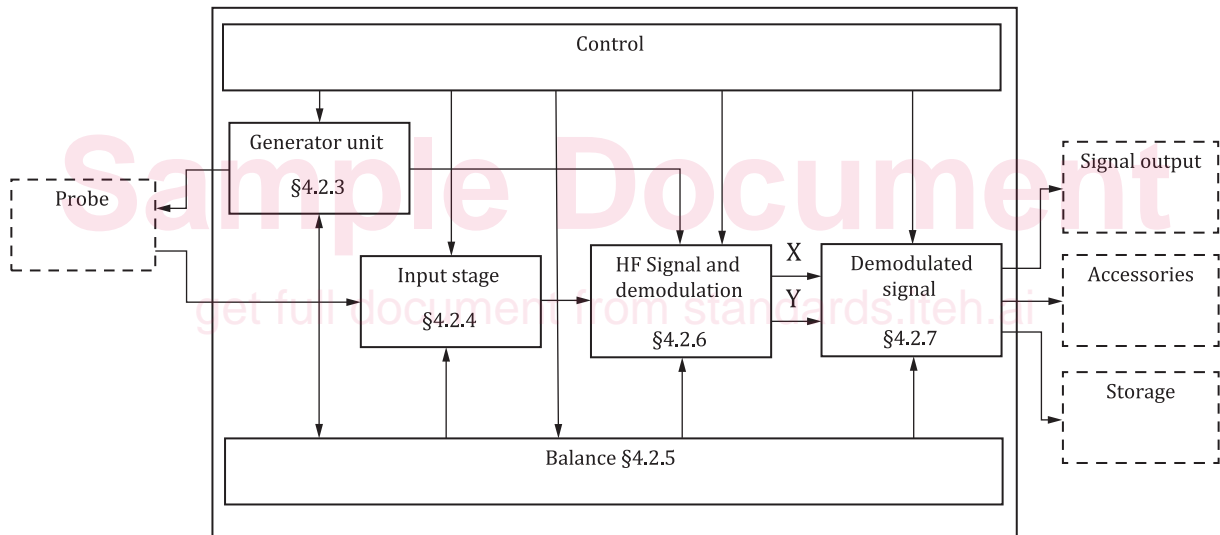 Control
Generator unit
§4.2.3
Sample Document
Signal output
Probe
Input stage
§4.2.4
HF Signal and
demodulation
§4.2.6
X
Y
Demodulated
signal
§4.2.7
Accessories
get full document from standards.iteh.ai
Storage
Balance §4.2.5